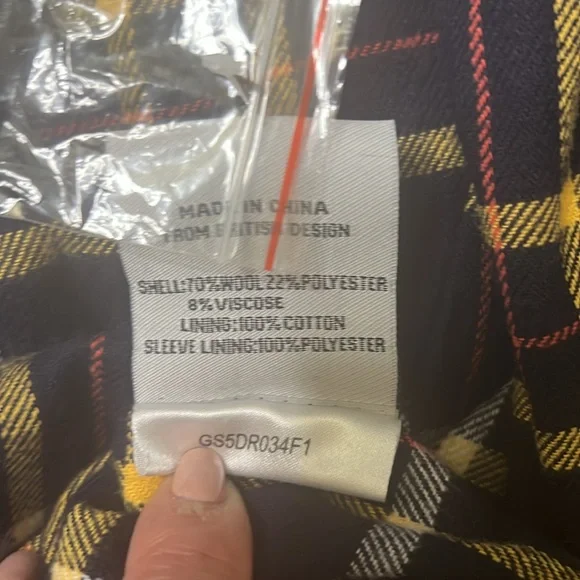 MADE IN CHINA
FROM BRITISH DESIGN
SHELL:70%WOOL 22%POLYESTER
8%VISCOSE
LINING:100%COTTON
SLEEVE LINING:100%POLYESTER
GS5DR034F1